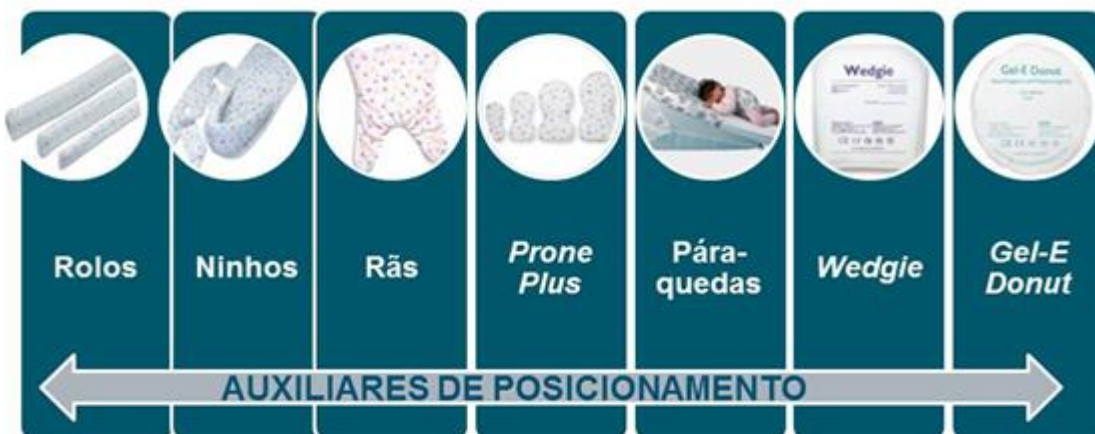 Wedgie
Gel-E Donut
Rolos
Ninhos
Rãs
Prone
Plus
Pára-
quedas
Wedgie
Gel-E
Donut
AUXILIARES DE POSICIONAMENTO